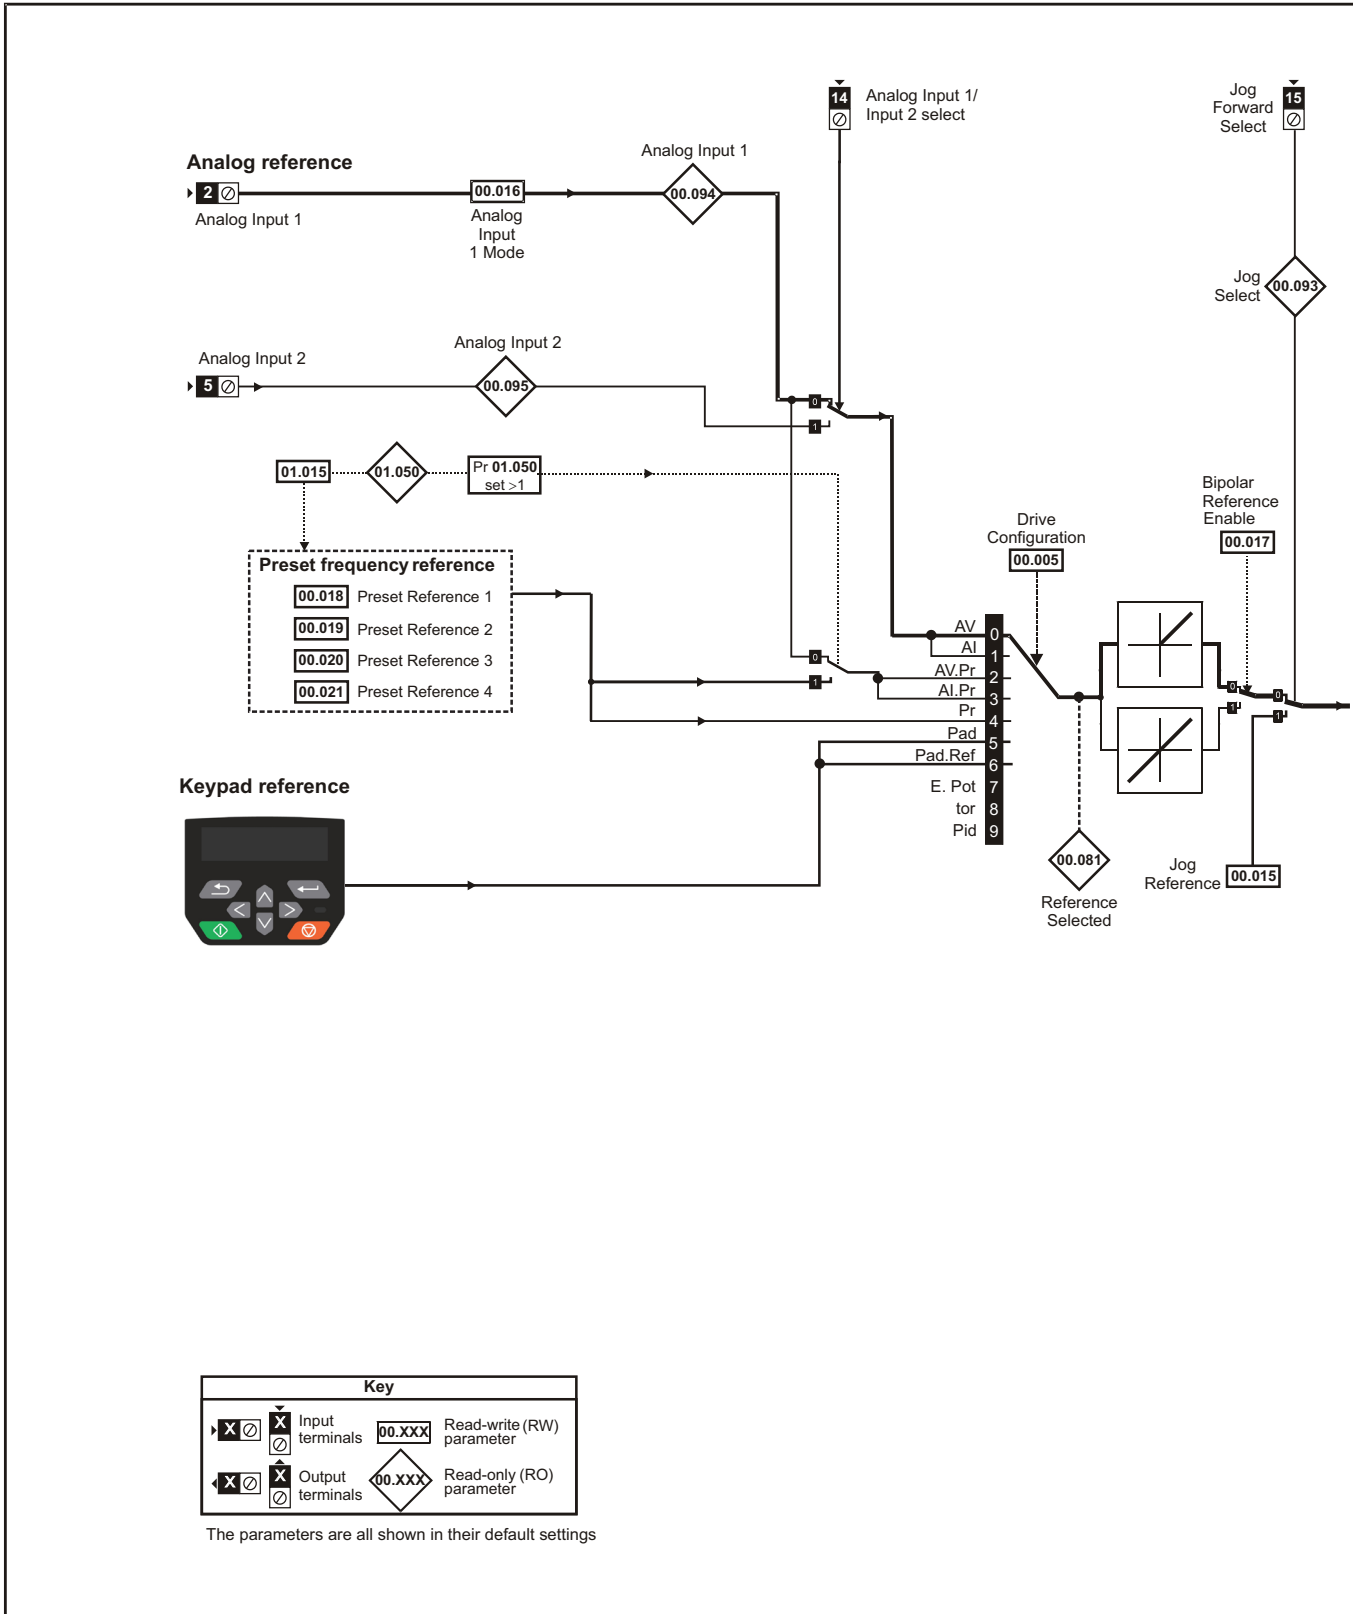 14
Analog Input 1/
Input 2 select
Jog
Forward
Select
15
Analog reference
2
Analog Input 1
00.016
Analog
Input
1 Mode
Analog Input 1
00.094
Jog
Select
00.093
Analog Input 2
5
Analog Input 2
00.095
0
1
01.015
01.050
Pr 01.050
set >1
Preset frequency reference
00.018 Preset Reference 1
00.019 Preset Reference 2
00.020 Preset Reference 3
00.021 Preset Reference 4
0
1
Drive
Configuration
00.005
Bipolar
Reference
Enable
00.017
AV 0
AI 1
AV.Pr 2
AI.Pr 3
Pr 4
Pad 5
Pad.Ref 6
E. Pot 7
tor 8
Pid 9
0
1
0
1
00.081
Reference
Selected
Jog
Reference
00.015
Keypad reference
Key
X
X
Input
terminals
00.XXX
Read-write (RW)
parameter
X
X
Output
terminals
00.XXX
Read-only (RO)
parameter
The parameters are all shown in their default settings